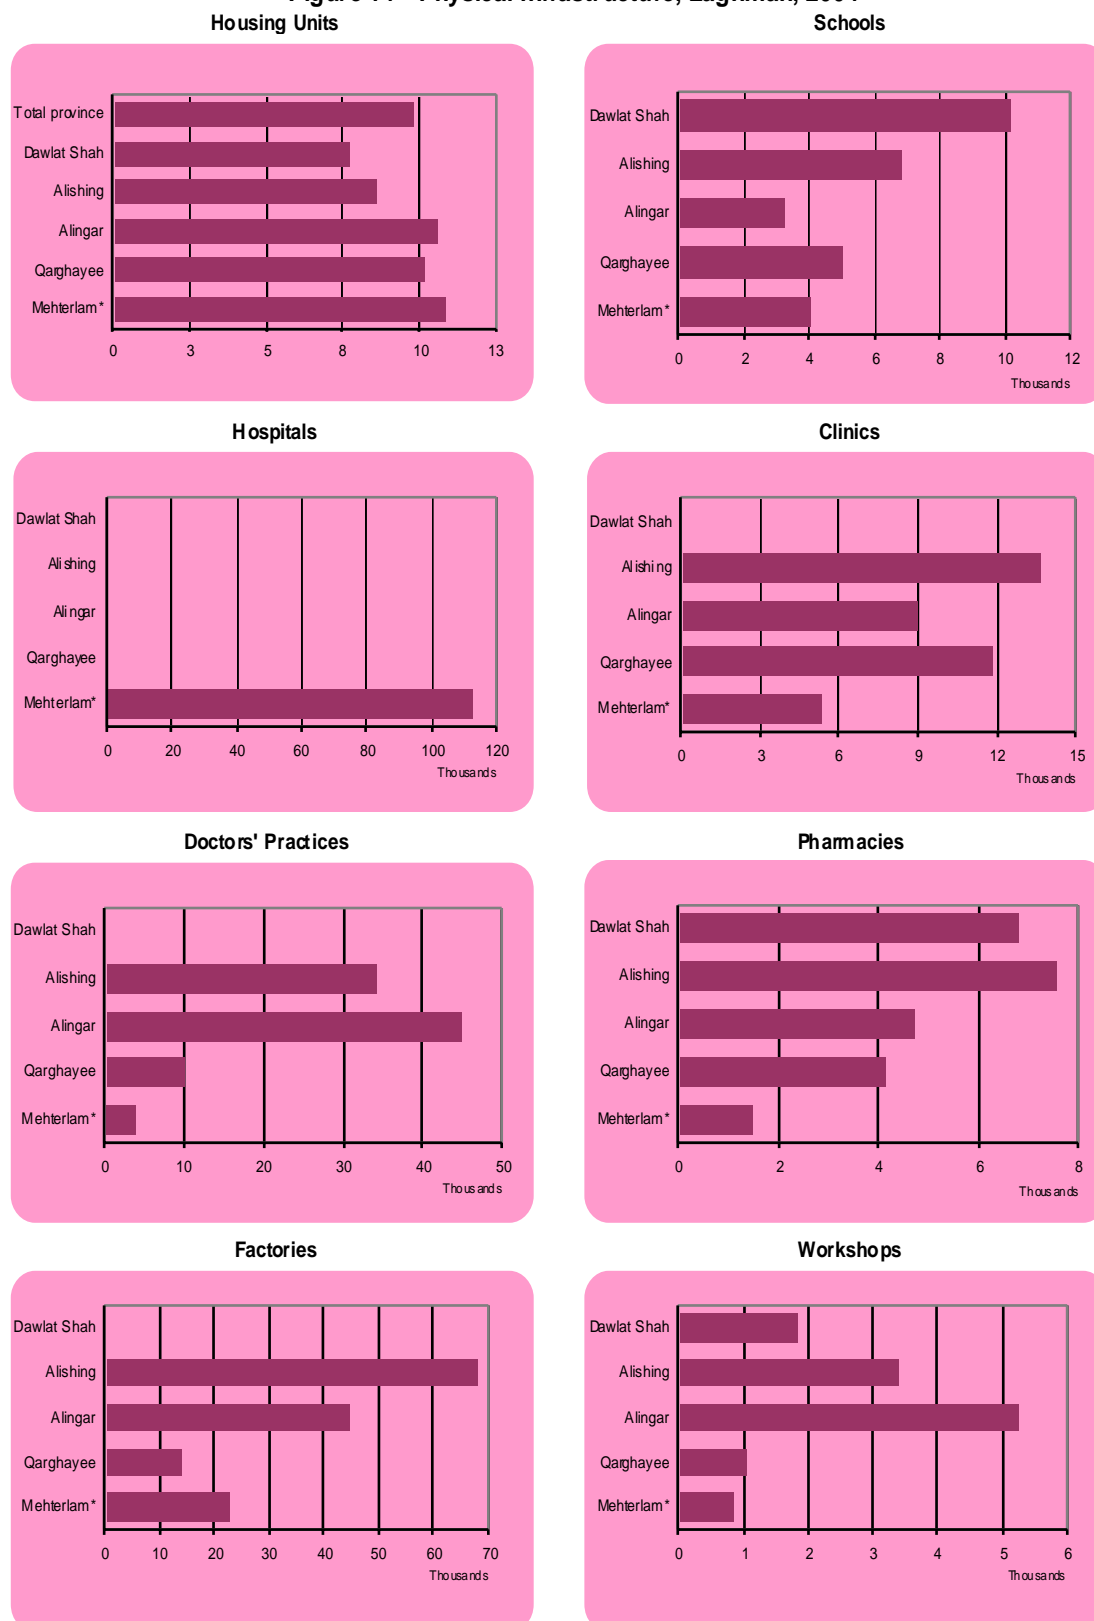 Housing Units
Schools
Total province
Dawlat Shah
Alishing
Alingar
Qarghayee
Mehterlam*
0 3 5 8 10 13
Dawlat Shah
Alishing
Alingar
Qarghayee
Mehterlam*
0 2 4 6 8 10 12
Thousands
Hospitals
Clinics
Dawlat Shah
Alishing
Alingar
Qarghayee
Mehterlam*
0 20 40 60 80 100 120
Thousands
Dawlat Shah
Alishing
Alingar
Qarghayee
Mehterlam*
0 3 6 9 12 15
Thousands
Doctors' Practices
Pharmacies
Dawlat Shah
Alishing
Alingar
Qarghayee
Mehterlam*
0 10 20 30 40 50
Thousands
Dawlat Shah
Alishing
Alingar
Qarghayee
Mehterlam*
0 2 4 6 8
Thousands
Factories
Workshops
Dawlat Shah
Alishing
Alingar
Qarghayee
Mehterlam*
0 10 20 30 40 50 60 70
Thousands
Dawlat Shah
Alishing
Alingar
Qarghayee
Mehterlam*
0 1 2 3 4 5 6
Thousands